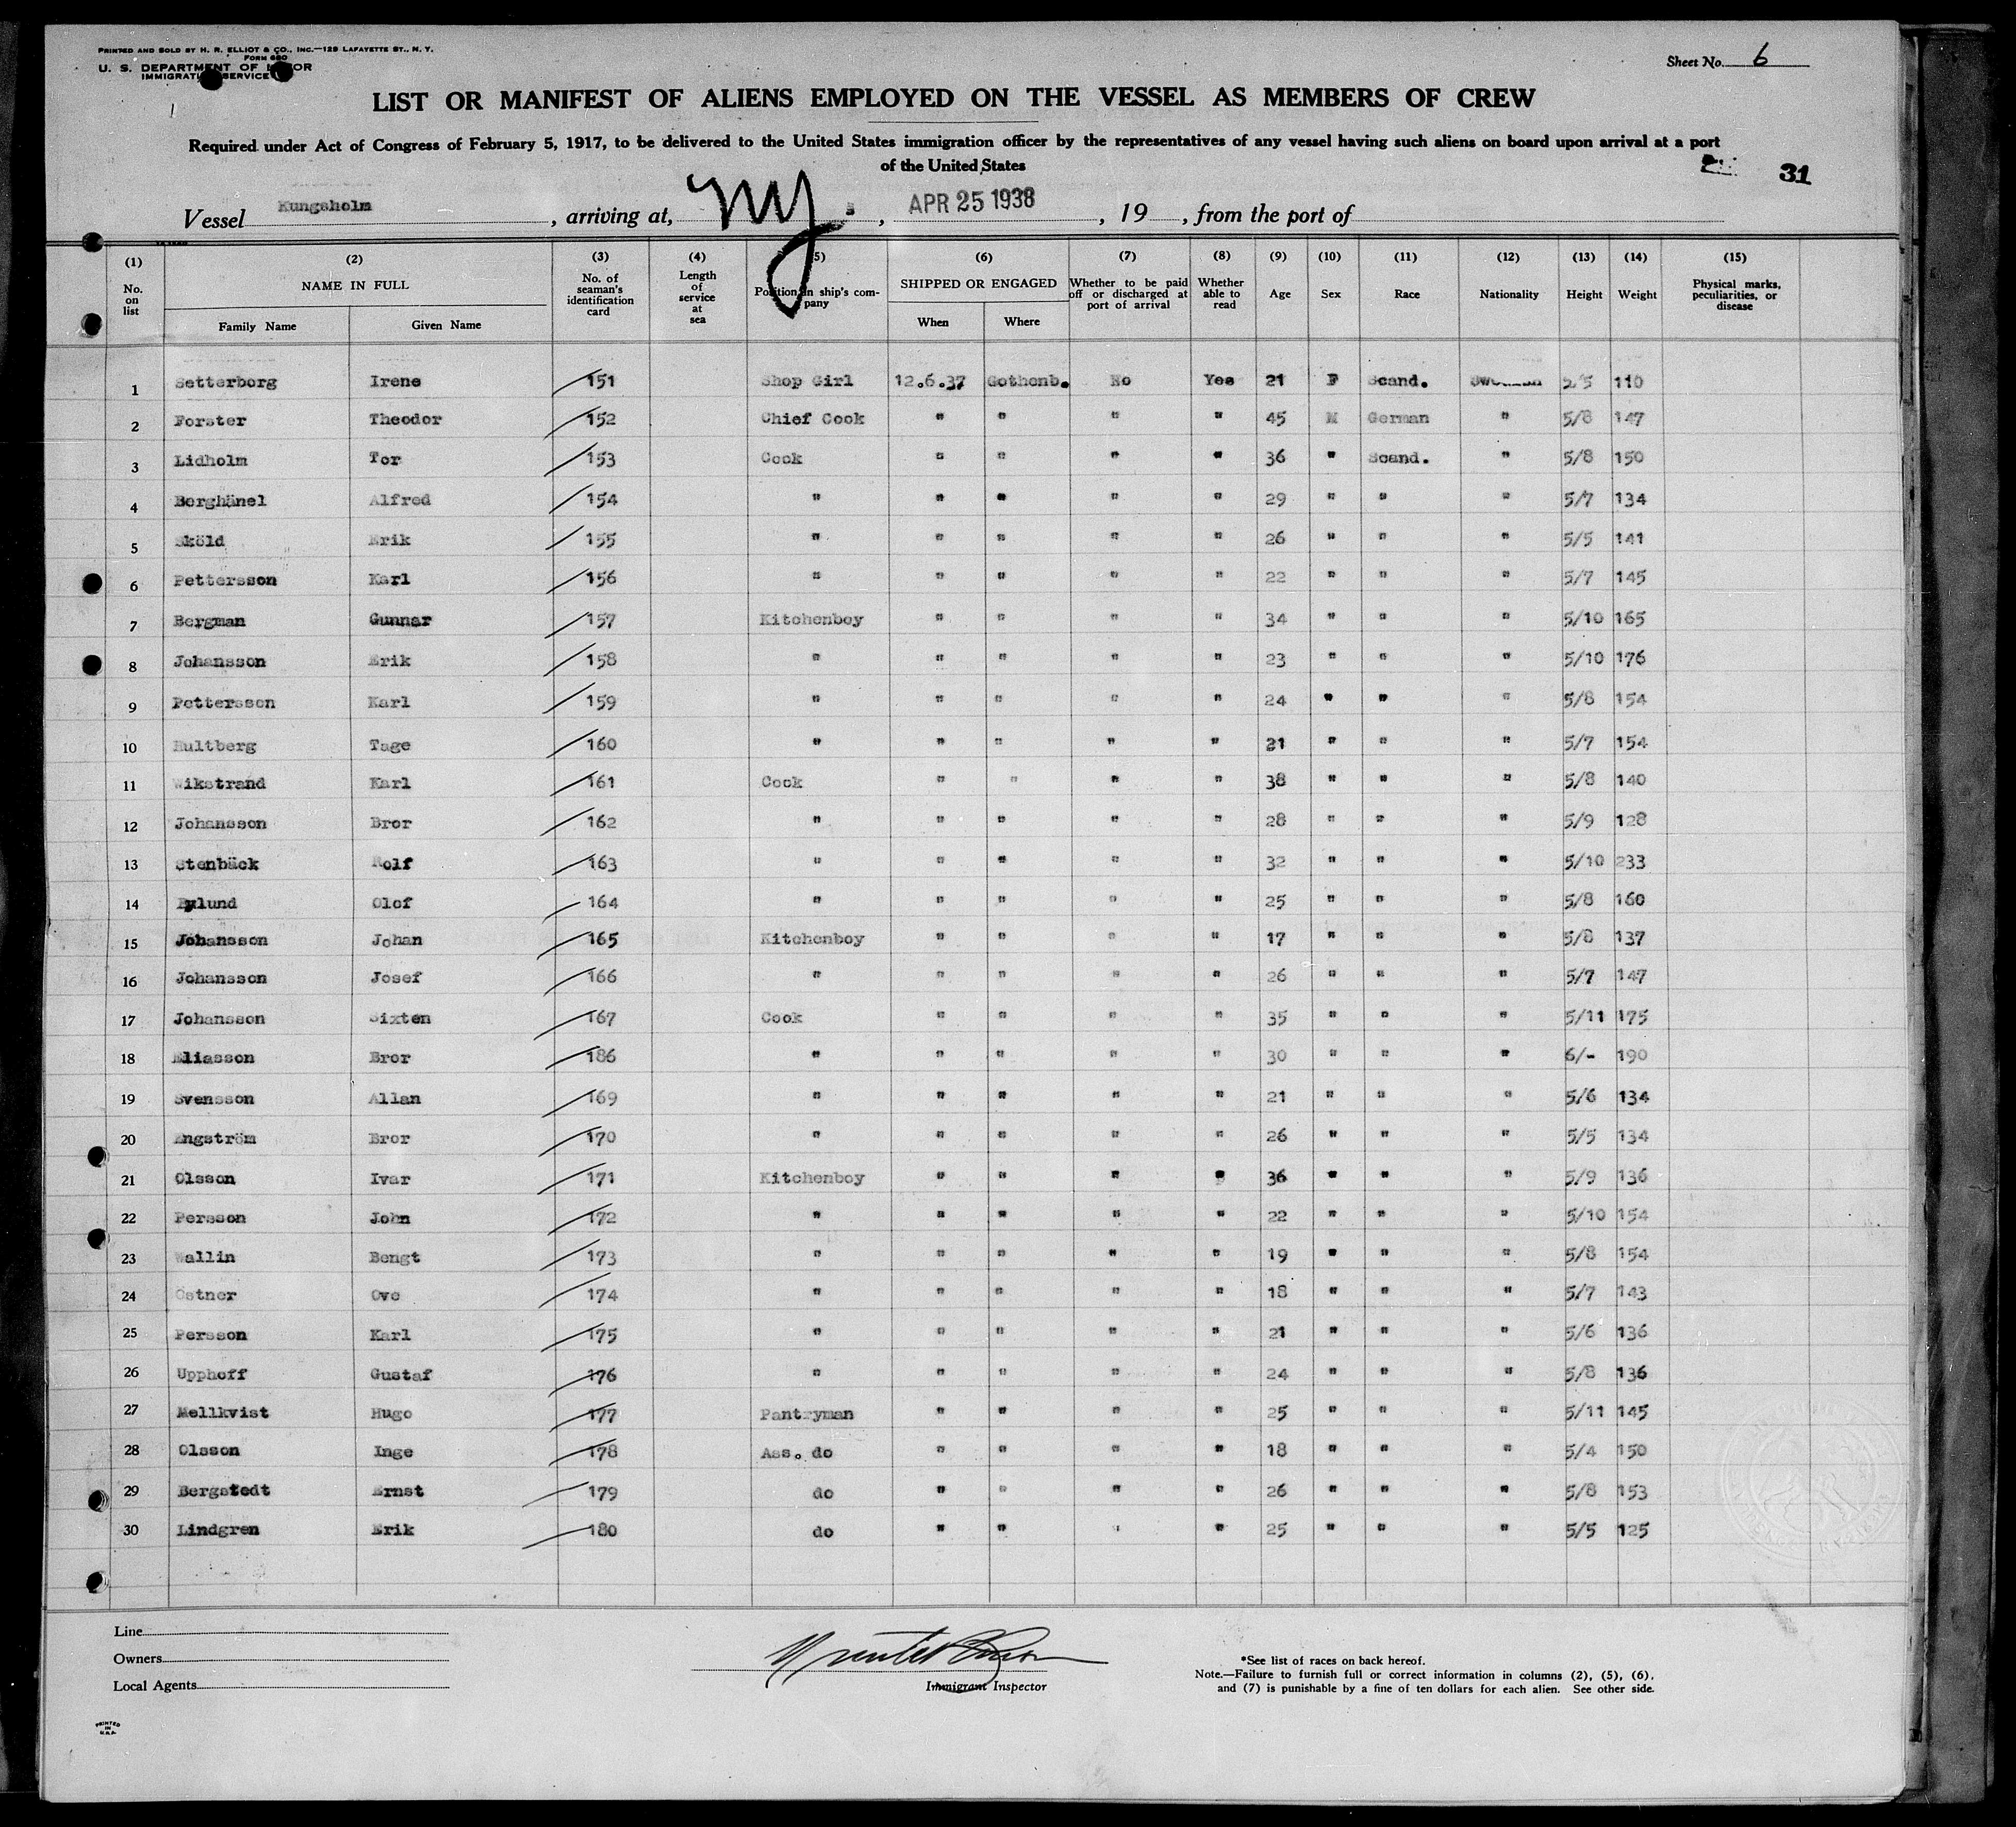 PRINTED AND SOLD BY H. R. ELLIOT & CO., INC.—128 LAFAYETTE ST., N. Y.
FORM 680
U. S. DEPARTMENT OF LABOR
IMMIGRATION SERVICE
Sheet No. 6
LIST OR MANIFEST OF ALIENS EMPLOYED ON THE VESSEL AS MEMBERS OF CREW
Required under Act of Congress of February 5, 1917, to be delivered to the United States immigration officer by the representatives of any vessel having such aliens on board upon arrival at a port
of the United States
31
Vessel Kungsholm, arriving at, NY, APR 25 1938, 19 , from the port of
(1) (2) (3) (4) (5) (6) (7) (8) (9) (10) (11) (12) (13) (14) (15)
No. on list NAME IN FULL Family Name Given Name No. of seaman's identification card Length of service at sea Position in ship's company SHIPPED OR ENGAGED When Where Whether to be paid off or discharged at port of arrival Whether able to read Age Sex Race Nationality Height Weight Physical marks, peculiarities, or disease
1 Setterborg Irene 151 Shop Girl 12.6.37 Gothenb. No Yes 21 F Scand. Swedish 5/5 110
2 Forster Theodor 152 Chief Cook " " " " 45 M German " 5/8 147
3 Lidholm Tor 153 Cook " " " " 36 " Scand. " 5/8 150
4 Berghänel Alfred 154 " " " " " 29 " " " 5/7 134
5 Sköld Erik 155 " " " " " 26 " " " 5/5 141
6 Pettersson Karl 156 " " " " " 22 " " " 5/7 145
7 Bergman Gunnar 157 Kitchenboy " " " " 34 " " " 5/10 165
8 Johansson Erik 158 " " " " " 23 " " " 5/10 176
9 Pettersson Karl 159 " " " " " 24 " " " 5/8 154
10 Hultberg Tage 160 " " " " " 21 " " " 5/7 154
11 Wikstrand Karl 161 Cook " " " " 38 " " " 5/8 140
12 Johansson Bror 162 " " " " " 28 " " " 5/9 128
13 Stenbäck Rolf 163 " " " " " 32 " " " 5/10 233
14 Bylund Olof 164 " " " " " 25 " " " 5/8 160
15 Johansson Johan 165 Kitchenboy " " " " 17 " " " 5/8 137
16 Johansson Josef 166 " " " " " 26 " " " 5/7 147
17 Johansson Sixten 167 Cook " " " " 35 " " " 5/11 175
18 Eliasson Bror 186 " " " " " 30 " " " 6/- 190
19 Svensson Allan 169 " " " " " 21 " " " 5/6 134
20 Engström Bror 170 " " " " " 26 " " " 5/5 134
21 Olsson Ivar 171 Kitchenboy " " " " 36 " " " 5/9 136
22 Persson John 172 " " " " " 22 " " " 5/10 154
23 Wallin Bengt 173 " " " " " 19 " " " 5/8 154
24 Ostner Ove 174 " " " " " 18 " " " 5/7 143
25 Persson Karl 175 " " " " " 21 " " " 5/6 136
26 Upphoff Gustaf 176 " " " " " 24 " " " 5/8 136
27 Mellkvist Hugo 177 Pantryman " " " " 25 " " " 5/11 145
28 Olsson Inge 178 Ass. do " " " " 18 " " " 5/4 150
29 Bergstedt Ernst 179 do " " " " 26 " " " 5/8 153
30 Lindgren Erik 180 do " " " " 25 " " " 5/5 125
Line
Owners
Local Agents
Immigrant Inspector
*See list of races on back hereof.
Note.—Failure to furnish full or correct information in columns (2), (5), (6),
and (7) is punishable by a fine of ten dollars for each alien. See other side.
PRINTED
IN
U.S.A.